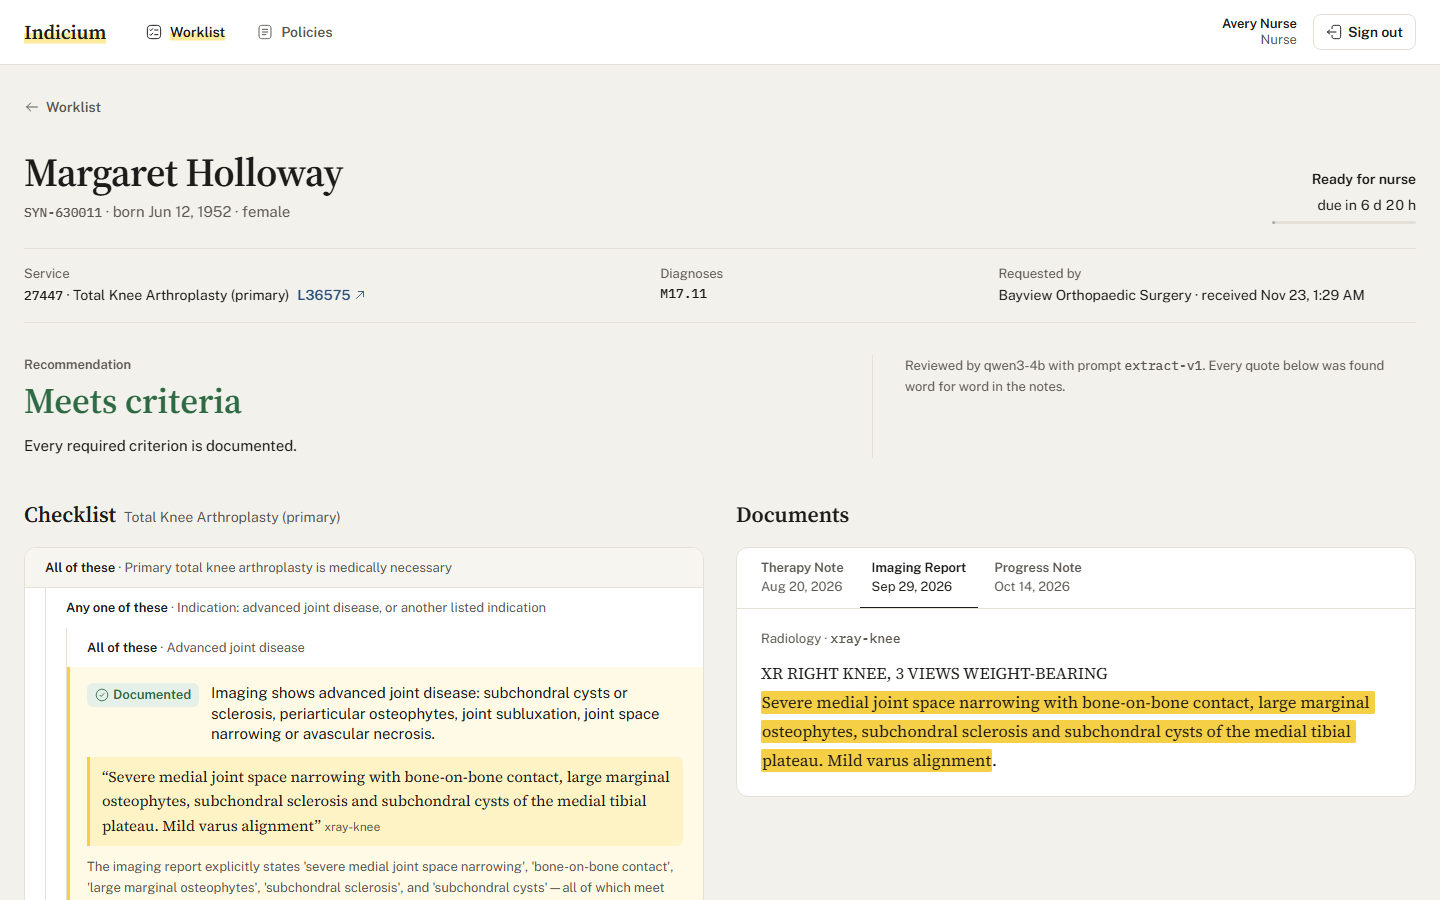 Indicium
Worklist
Policies
Avery Nurse
Nurse
Sign out
← Worklist
Margaret Holloway
SYN-630011 · born Jun 12, 1952 · female
Ready for nurse
due in 6 d 20 h
Service
27447 · Total Knee Arthroplasty (primary) L36575 ↗
Diagnoses
M17.11
Requested by
Bayview Orthopaedic Surgery · received Nov 23, 1:29 AM
Recommendation
Meets criteria
Every required criterion is documented.
Reviewed by qwen3-4b with prompt extract-v1. Every quote below was found
word for word in the notes.
Checklist Total Knee Arthroplasty (primary)
All of these · Primary total knee arthroplasty is medically necessary
Any one of these · Indication: advanced joint disease, or another listed indication
All of these · Advanced joint disease
Documented
Imaging shows advanced joint disease: subchondral cysts or
sclerosis, periarticular osteophytes, joint subluxation, joint space
narrowing or avascular necrosis.
“Severe medial joint space narrowing with bone-on-bone contact, large marginal
osteophytes, subchondral sclerosis and subchondral cysts of the medial tibial
plateau. Mild varus alignment” xray-knee
The imaging report explicitly states 'severe medial joint space narrowing', 'bone-on-bone contact',
'large marginal osteophytes', 'subchondral sclerosis', and 'subchondral cysts' — all of which meet
Documents
Therapy Note
Aug 20, 2026
Imaging Report
Sep 29, 2026
Progress Note
Oct 14, 2026
Radiology · xray-knee
XR RIGHT KNEE, 3 VIEWS WEIGHT-BEARING
Severe medial joint space narrowing with bone-on-bone contact, large marginal
osteophytes, subchondral sclerosis and subchondral cysts of the medial tibial
plateau. Mild varus alignment.